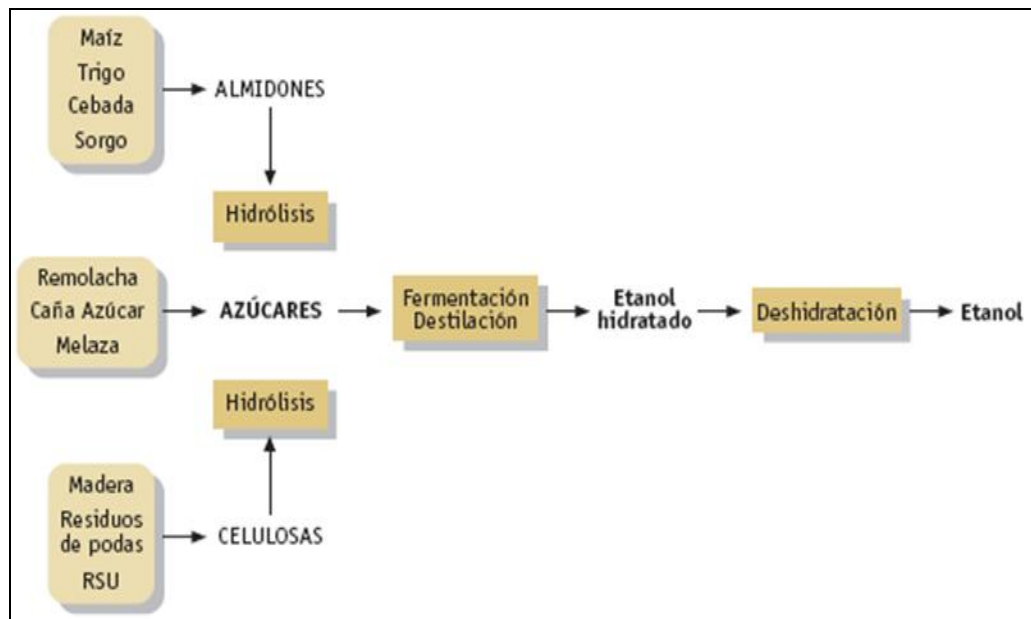 Maíz
Trigo
Cebada
Sorgo
ALMIDONES
Hidrólisis
Remolacha
Caña Azúcar
Melaza
AZÚCARES
Fermentación
Destilación
Etanol
hidratado
Deshidratación
Etanol
Hidrólisis
Madera
Residuos
de podas
RSU
CELULOSAS